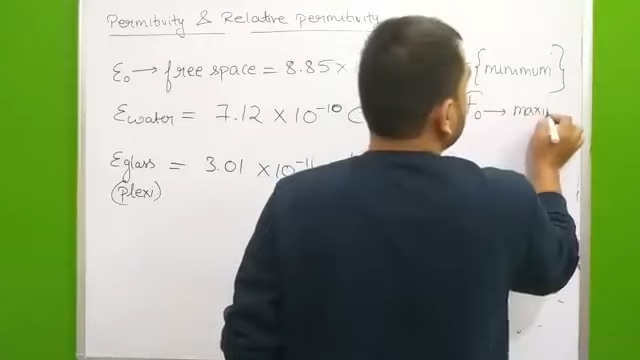 Permitivity & Relative permitivity
ε₀ → free space = 8.85 × {minimum}
ε water = 7.12 × 10⁻¹⁰ F₀ → maxi
ε glass = 3.01 × 10⁻¹¹
(plexi)